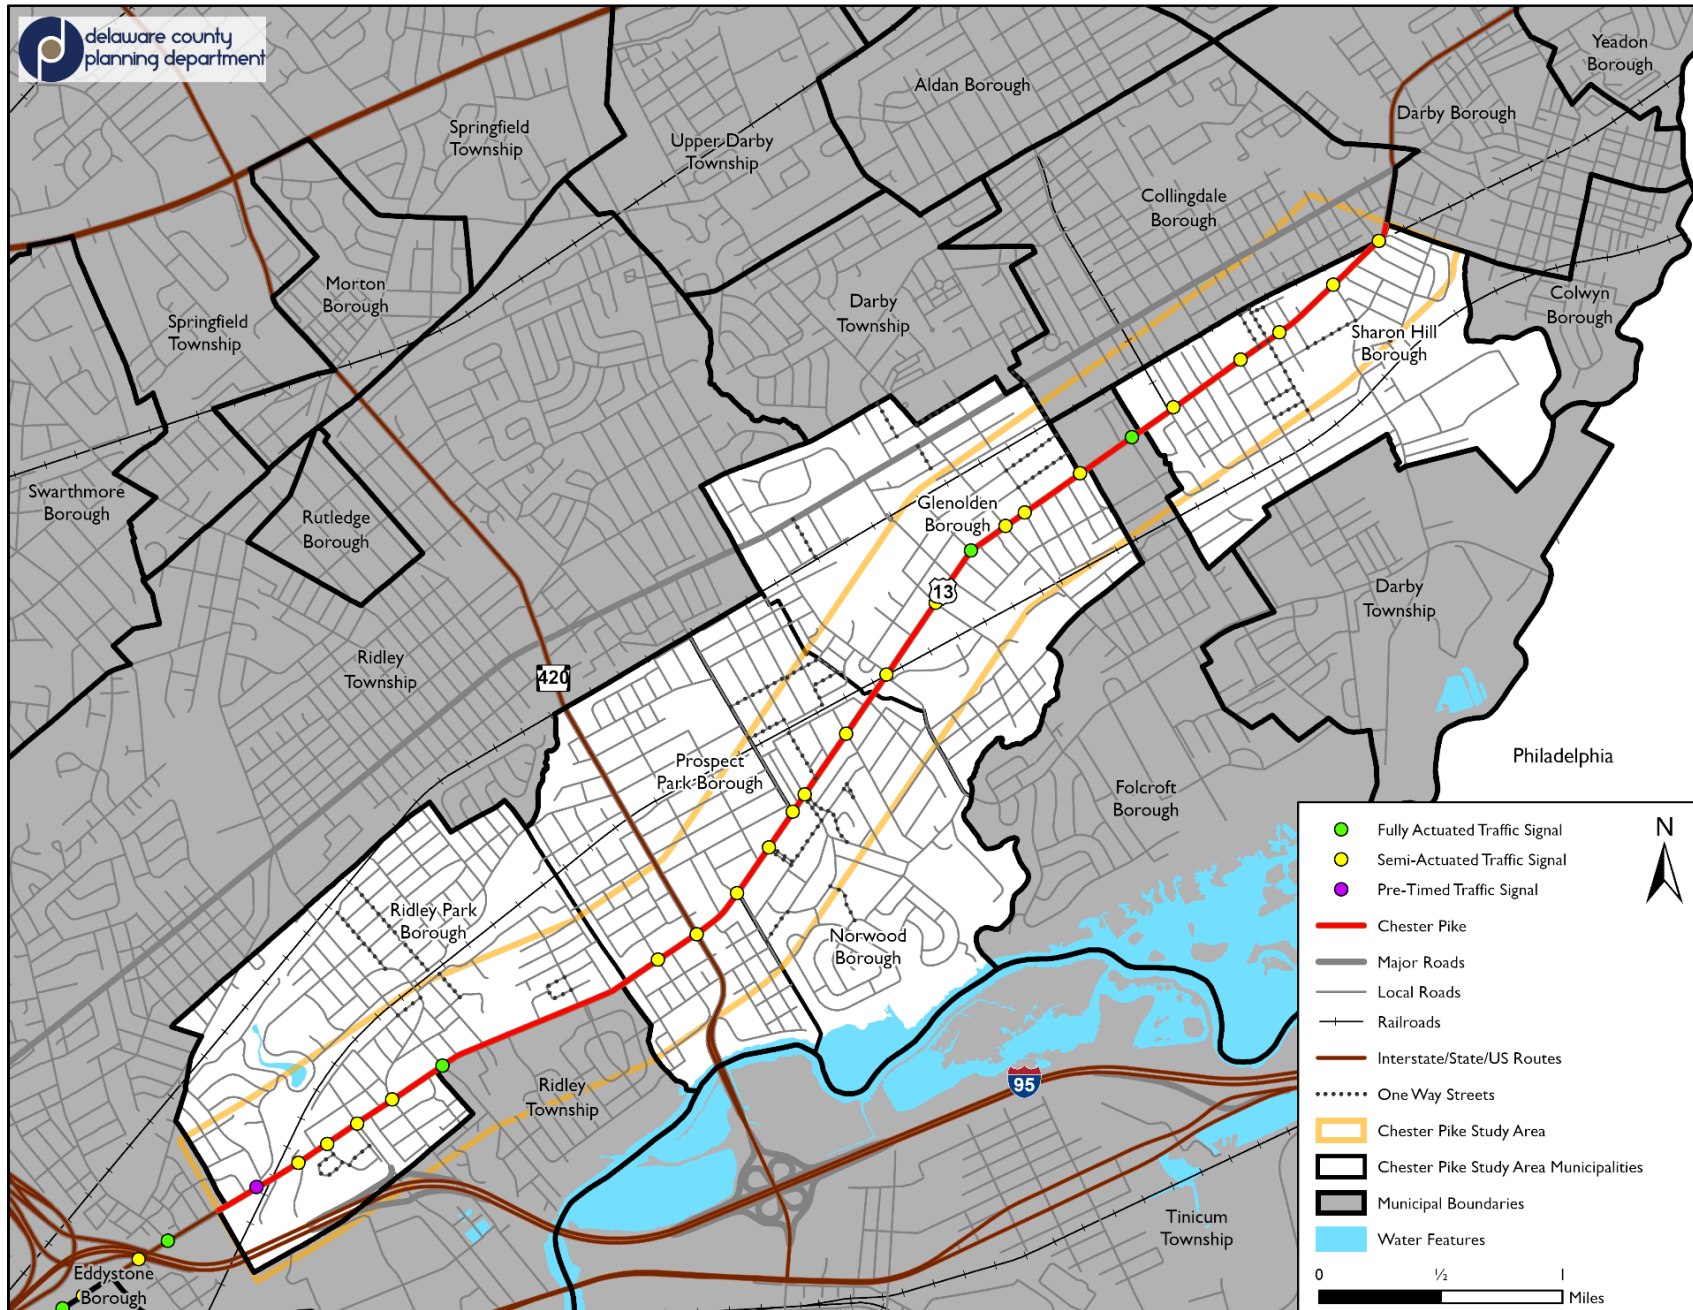 delaware county
planning department
Yeadon
Borough
Aldan Borough
Darby Borough
Springfield
Township
Upper Darby
Township
Collingdale
Borough
Morton
Borough
Springfield
Township
Darby
Township
Colwyn
Borough
Sharon Hill
Borough
Swarthmore
Borough
Rutledge
Borough
Glenolden
Borough
13
Darby
Township
Ridley
Township
420
Prospect
Park Borough
Philadelphia
Folcroft
Borough
Ridley Park
Borough
Norwood
Borough
Ridley
Township
95
Tinicum
Township
Eddystone
Borough
N
Fully Actuated Traffic Signal
Semi-Actuated Traffic Signal
Pre-Timed Traffic Signal
Chester Pike
Major Roads
Local Roads
Railroads
Interstate/State/US Routes
One Way Streets
Chester Pike Study Area
Chester Pike Study Area Municipalities
Municipal Boundaries
Water Features
0 ½ 1
Miles